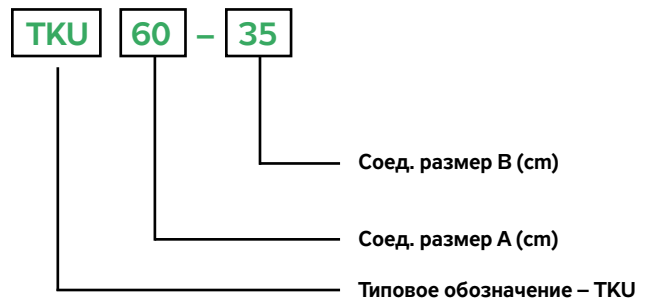 TKU 60 – 35
Соед. размер B (cm)
Соед. размер A (cm)
Типовое обозначение – TKU